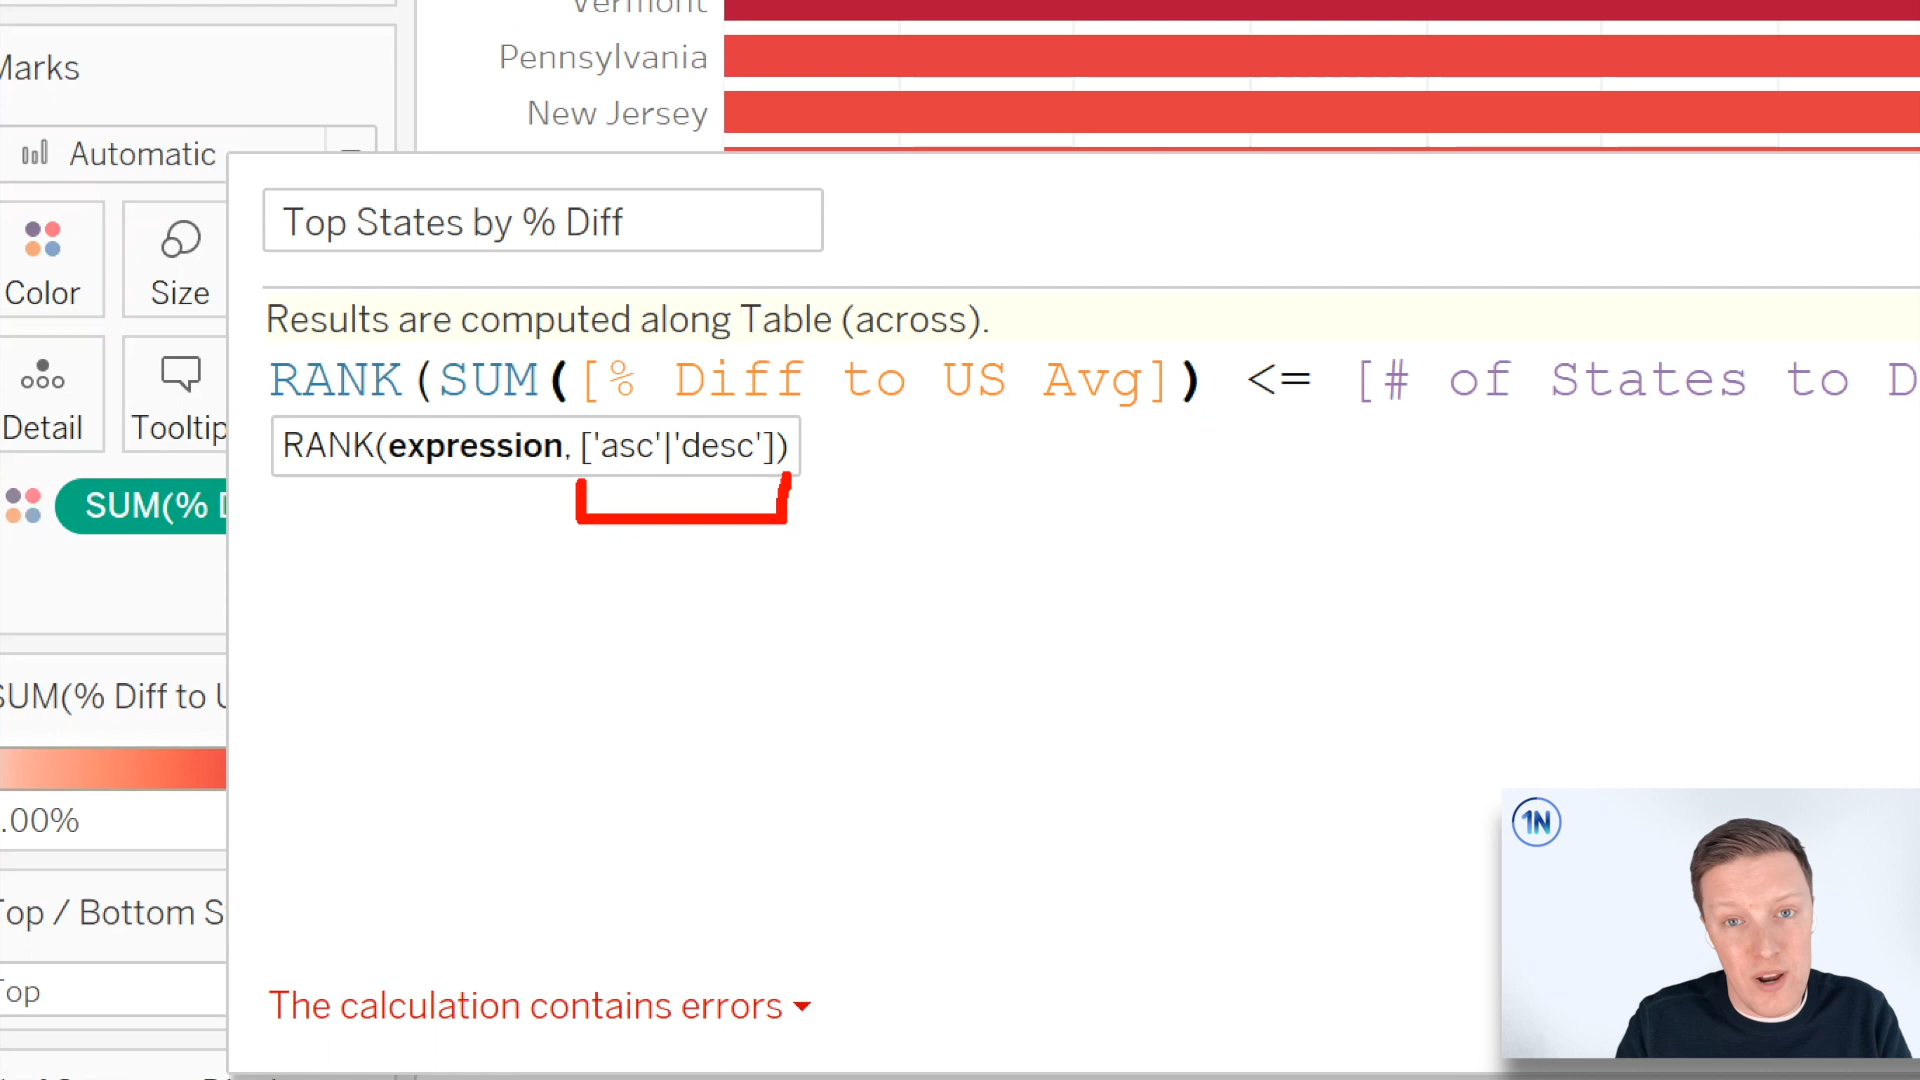 Vermont
Pennsylvania
New Jersey
Marks
Automatic
Color
Size
Detail
Tooltip
SUM(% D
SUM(% Diff to U
.00%
Top / Bottom S
Top
Top States by % Diff
Results are computed along Table (across).
RANK(SUM([% Diff to US Avg]) <= [# of States to D
RANK(expression, ['asc'|'desc'])
The calculation contains errors
1N